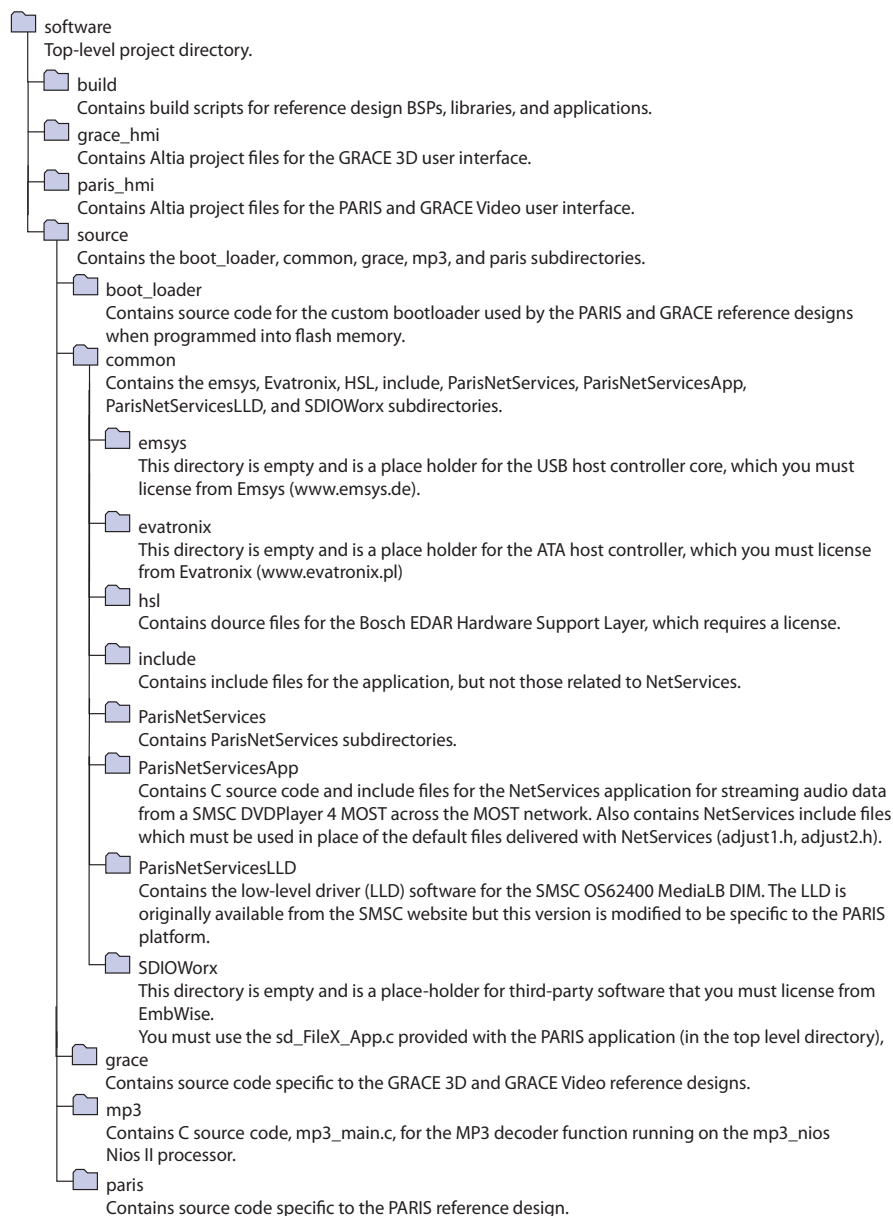 software
Top-level project directory.
build
Contains build scripts for reference design BSPs, libraries, and applications.
grace_hmi
Contains Altia project files for the GRACE 3D user interface.
paris_hmi
Contains Altia project files for the PARIS and GRACE Video user interface.
source
Contains the boot_loader, common, grace, mp3, and paris subdirectories.
boot_loader
Contains source code for the custom bootloader used by the PARIS and GRACE reference designs
when programmed into flash memory.
common
Contains the emsys, Evatronix, HSL, include, ParisNetServices, ParisNetServicesApp,
ParisNetServicesLLD, and SDIOWorx subdirectories.
emsys
This directory is empty and is a place holder for the USB host controller core, which you must
license from Emsys (www.emsys.de).
evatronix
This directory is empty and is a place holder for the ATA host controller, which you must license
from Evatronix (www.evatronix.pl)
hsl
Contains dource files for the Bosch EDAR Hardware Support Layer, which requires a license.
include
Contains include files for the application, but not those related to NetServices.
ParisNetServices
Contains ParisNetServices subdirectories.
ParisNetServicesApp
Contains C source code and include files for the NetServices application for streaming audio data
from a SMSC DVDPlayer 4 MOST across the MOST network. Also contains NetServices include files
which must be used in place of the default files delivered with NetServices (adjust1.h, adjust2.h).
ParisNetServicesLLD
Contains the low-level driver (LLD) software for the SMSC OS62400 MediaLB DIM. The LLD is
originally available from the SMSC website but this version is modified to be specific to the PARIS
platform.
SDIOWorx
This directory is empty and is a place-holder for third-party software that you must license from
EmbWise.
You must use the sd_FileX_App.c provided with the PARIS application (in the top level directory),
grace
Contains source code specific to the GRACE 3D and GRACE Video reference designs.
mp3
Contains C source code, mp3_main.c, for the MP3 decoder function running on the mp3_nios
Nios II processor.
paris
Contains source code specific to the PARIS reference design.